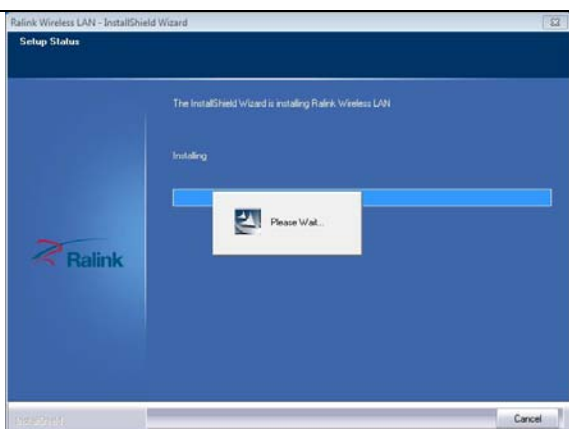 Ralink Wireless LAN - InstallShield Wizard
Setup Status
The InstallShield Wizard is installing Ralink Wireless LAN
Installing
Please Wait...
Ralink
InstallShield
Cancel